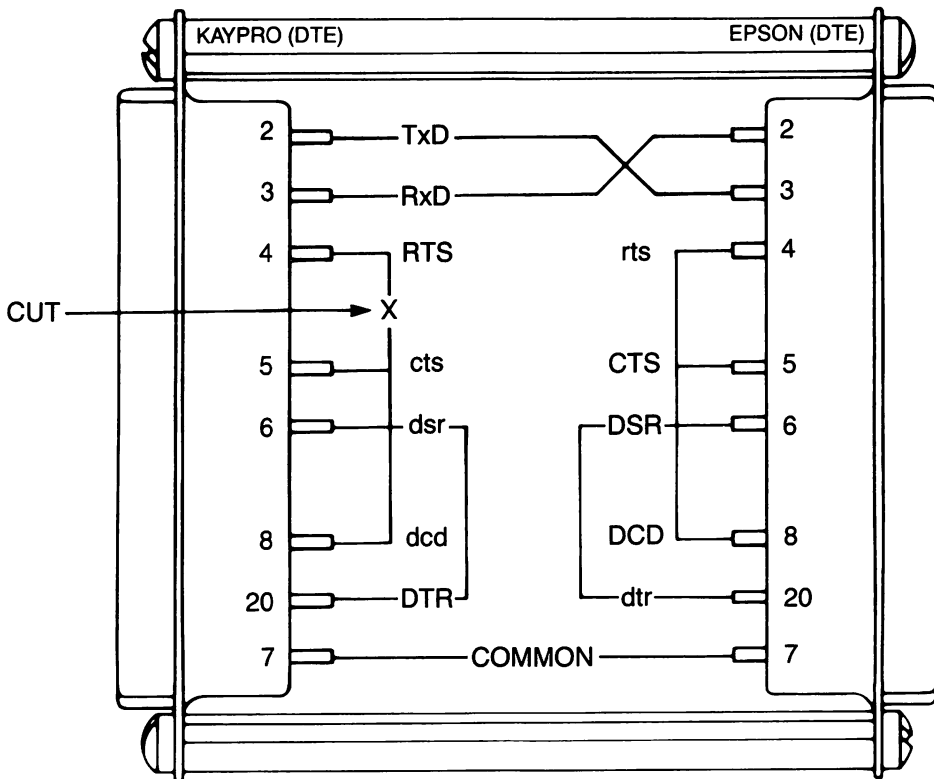 KAYPRO (DTE) EPSON (DTE)
2 TxD 2
3 RxD 3
4 RTS rts 4
CUT X
5 cts CTS 5
6 dsr DSR 6
8 dcd DCD 8
20 DTR dtr 20
7 COMMON 7